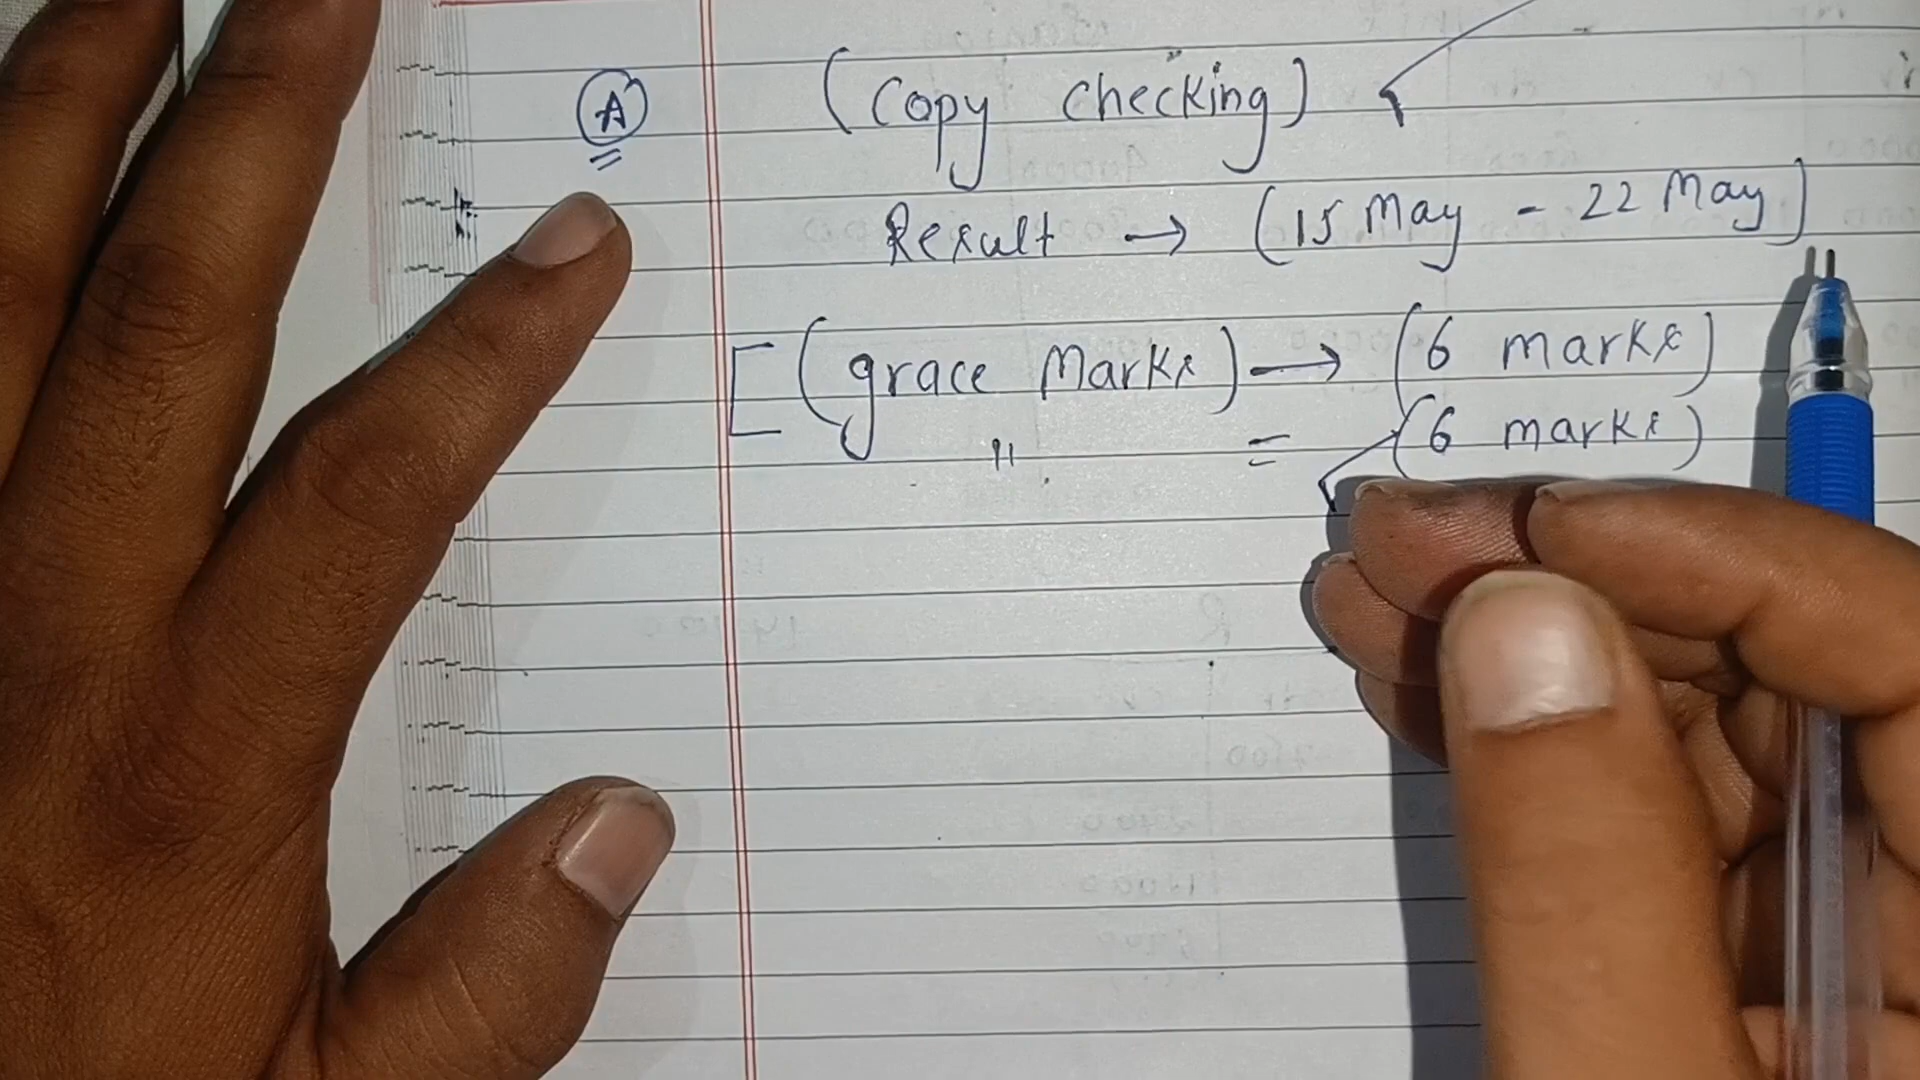 A (Copy Checking)
Result → (15 May - 22 May)
[(grace Marks) → (6 marks)
" = (6 marks)